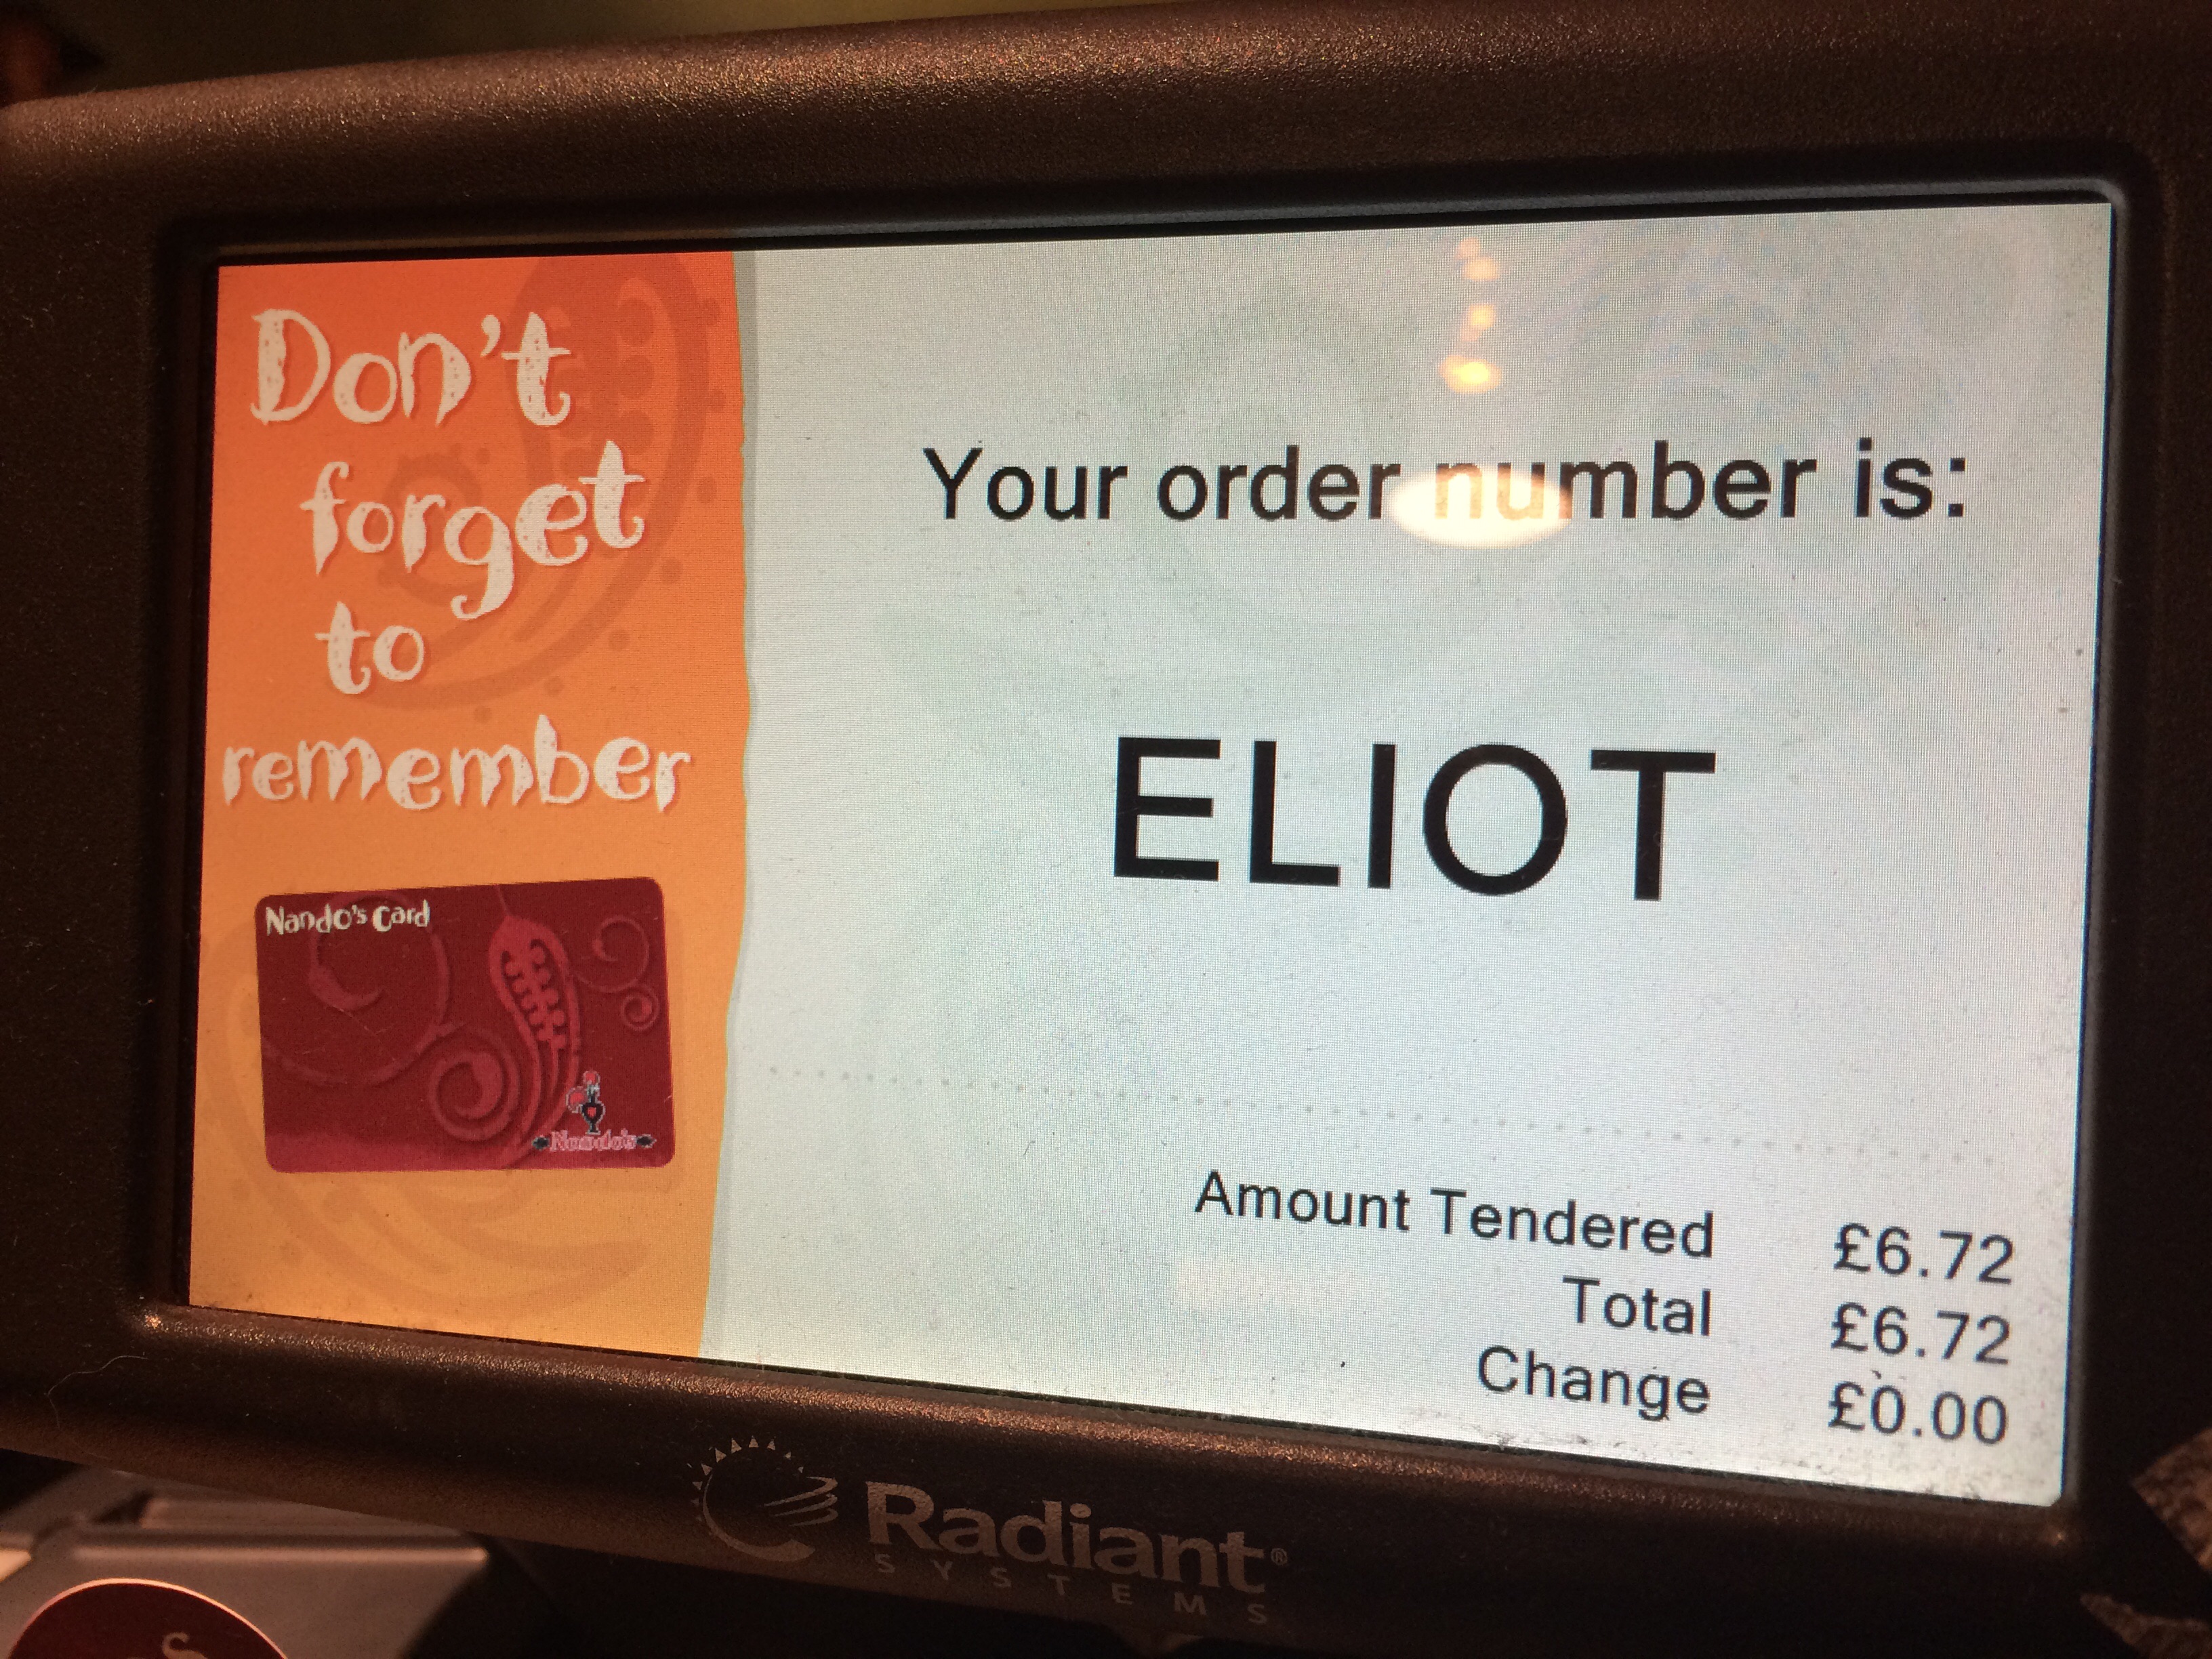 Don't
forget
to
remember
Nando's Card
Nando's
Your order number is:
ELIOT
Amount Tendered £6.72
Total £6.72
Change £0.00
Radiant®
SYSTEMS